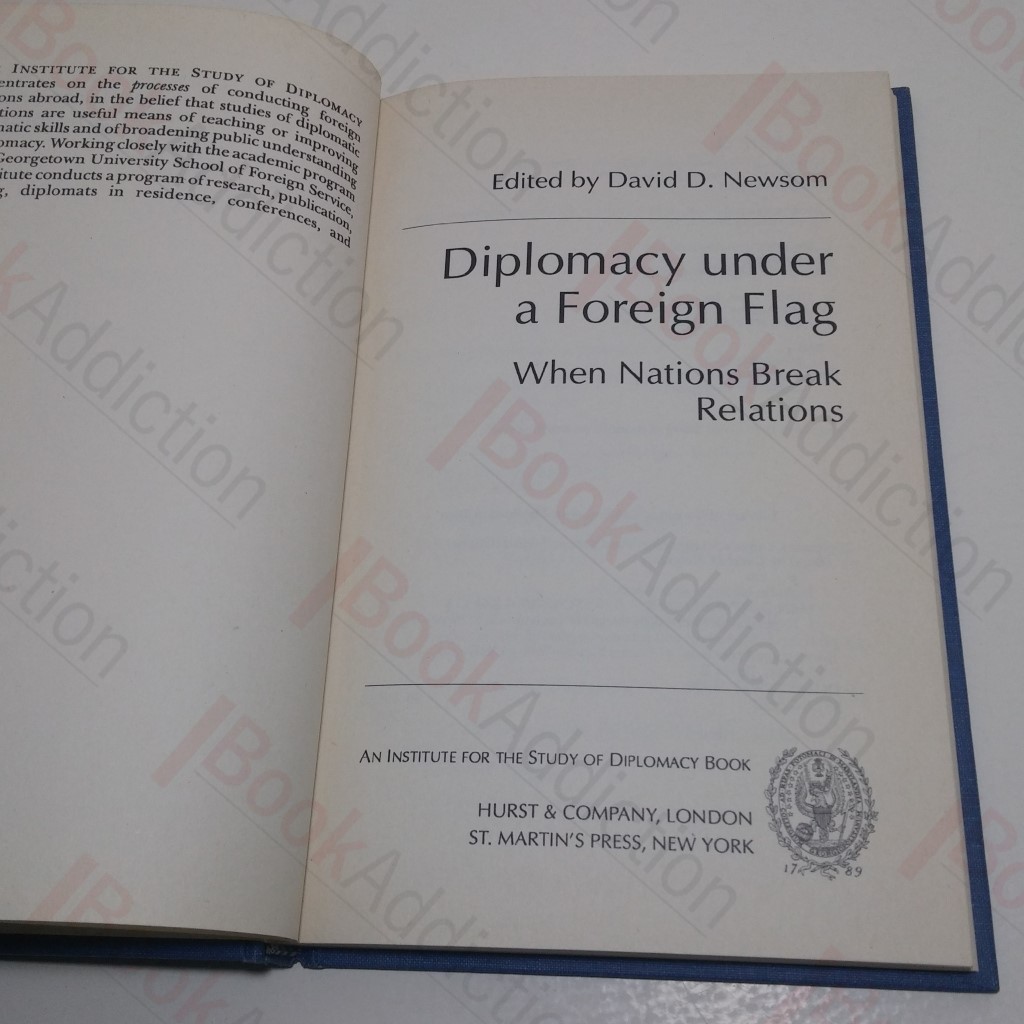 INSTITUTE FOR THE STUDY OF DIPLOMACY
entrates on the processes of conducting foreign
ons abroad, in the belief that studies of diplomatic
tions are useful means of teaching or improving
matic skills and of broadening public understanding
omacy. Working closely with the academic program
Georgetown University School of Foreign Service,
itute conducts a program of research, publication,
g, diplomats in residence, conferences, and
Edited by David D. Newsom
Diplomacy under
a Foreign Flag
When Nations Break
Relations
AN INSTITUTE FOR THE STUDY OF DIPLOMACY BOOK
HURST & COMPANY, LONDON
ST. MARTIN'S PRESS, NEW YORK
17 89
BookAddiction